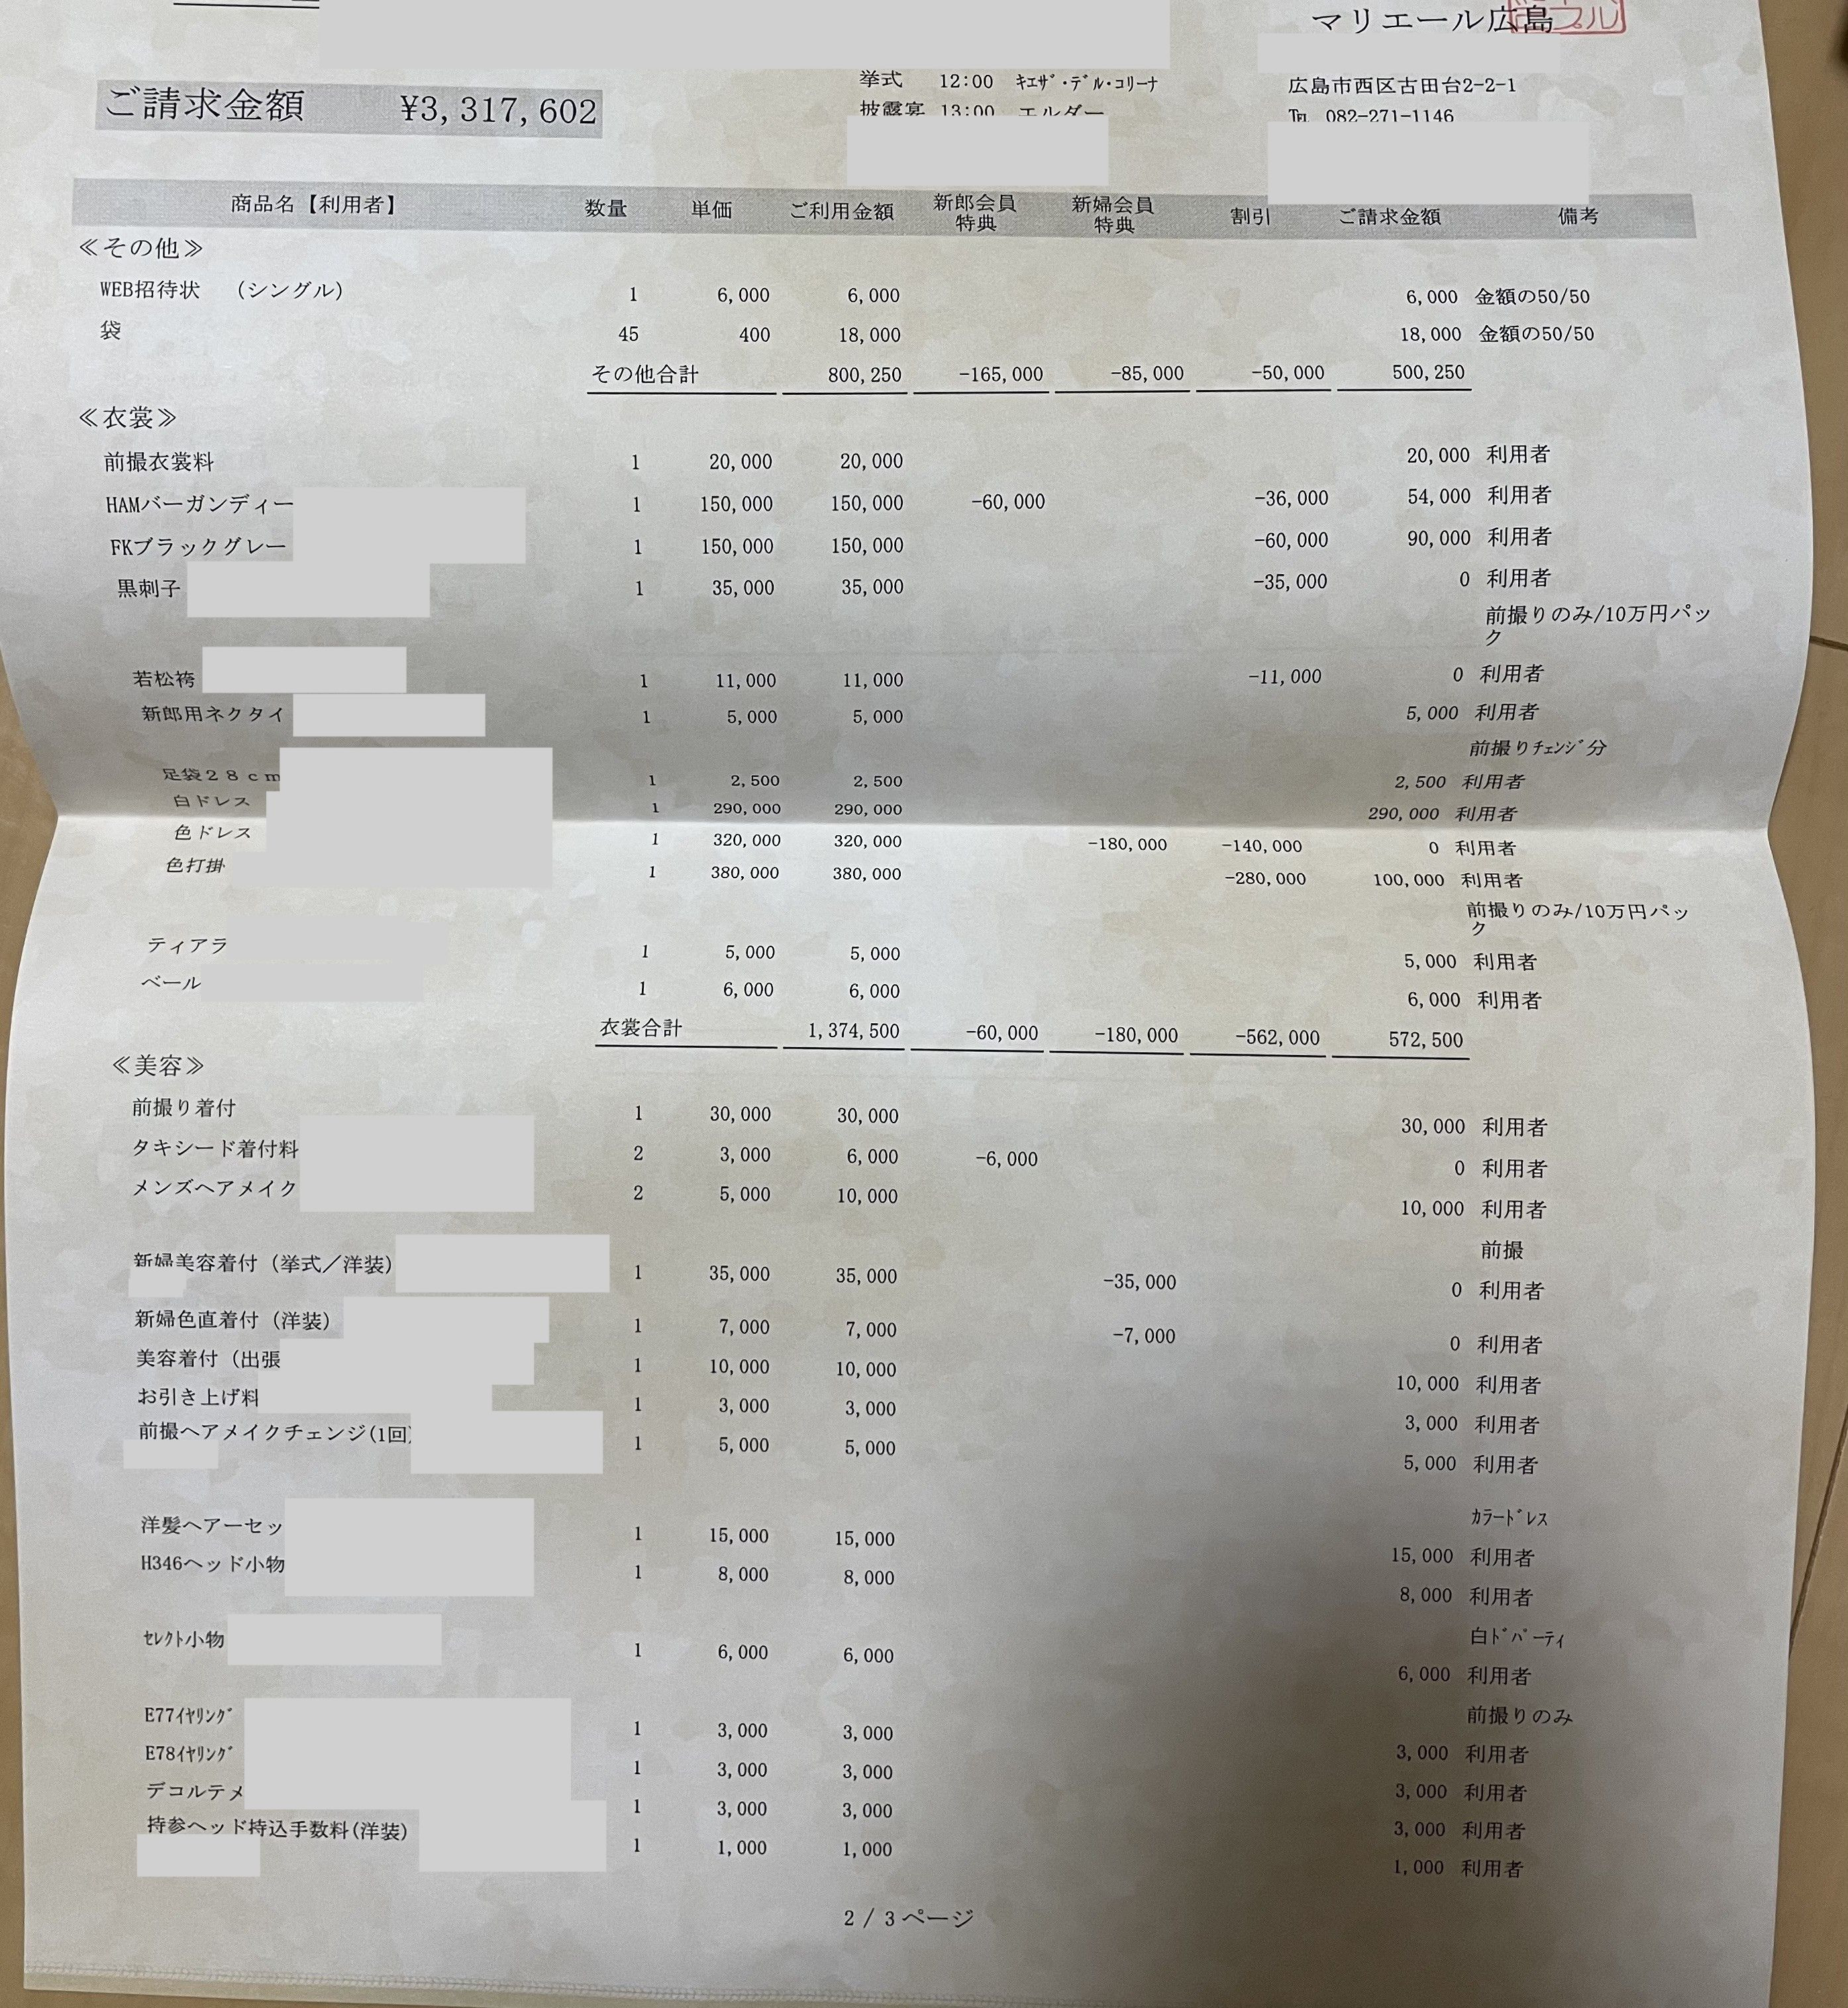 マリエール広島
挙式 12:00 キエザ・デル・コリーナ
広島市西区古田台2-2-1
ご請求金額 ¥3,317,602
披露宴 13:00 エルダー
℡ 082-271-1146
商品名【利用者】 数量 単価 ご利用金額 新郎会員特典 新婦会員特典 割引 ご請求金額 備考
≪その他≫
WEB招待状 (シングル) 1 6,000 6,000 6,000 金額の50/50
袋 45 400 18,000 18,000 金額の50/50
その他合計 800,250 -165,000 -85,000 -50,000 500,250
≪衣裳≫
前撮衣裳料 1 20,000 20,000 20,000 利用者
HAMバーガンディー 1 150,000 150,000 -60,000 -36,000 54,000 利用者
FKブラックグレー 1 150,000 150,000 -60,000 90,000 利用者
黒刺子 1 35,000 35,000 -35,000 0 利用者
前撮りのみ/10万円パッ
ク
若松袴 1 11,000 11,000 -11,000 0 利用者
新郎用ネクタイ 1 5,000 5,000 5,000 利用者
前撮りチェンジ分
足袋28cm 1 2,500 2,500 2,500 利用者
白ドレス 1 290,000 290,000 290,000 利用者
色ドレス 1 320,000 320,000 -180,000 -140,000 0 利用者
色打掛 1 380,000 380,000 -280,000 100,000 利用者
前撮りのみ/10万円パッ
ク
ティアラ 1 5,000 5,000 5,000 利用者
ベール 1 6,000 6,000 6,000 利用者
衣裳合計 1,374,500 -60,000 -180,000 -562,000 572,500
≪美容≫
前撮り着付 1 30,000 30,000 30,000 利用者
タキシード着付料 2 3,000 6,000 -6,000 0 利用者
メンズヘアメイク 2 5,000 10,000 10,000 利用者
前撮
新婦美容着付(挙式／洋装) 1 35,000 35,000 -35,000 0 利用者
新婦色直着付(洋装) 1 7,000 7,000 -7,000 0 利用者
美容着付(出張 1 10,000 10,000 10,000 利用者
お引き上げ料 1 3,000 3,000 3,000 利用者
前撮ヘアメイクチェンジ(1回) 1 5,000 5,000 5,000 利用者
カラードレス
洋髪ヘアーセッ 1 15,000 15,000 15,000 利用者
H346ヘッド小物 1 8,000 8,000 8,000 利用者
白ド パーティ
セレクト小物 1 6,000 6,000 6,000 利用者
前撮りのみ
E77イヤリング 1 3,000 3,000 3,000 利用者
E78イヤリング 1 3,000 3,000 3,000 利用者
デコルテメ 1 3,000 3,000 3,000 利用者
持参ヘッド持込手数料(洋装) 1 1,000 1,000 1,000 利用者
2 / 3 ページ